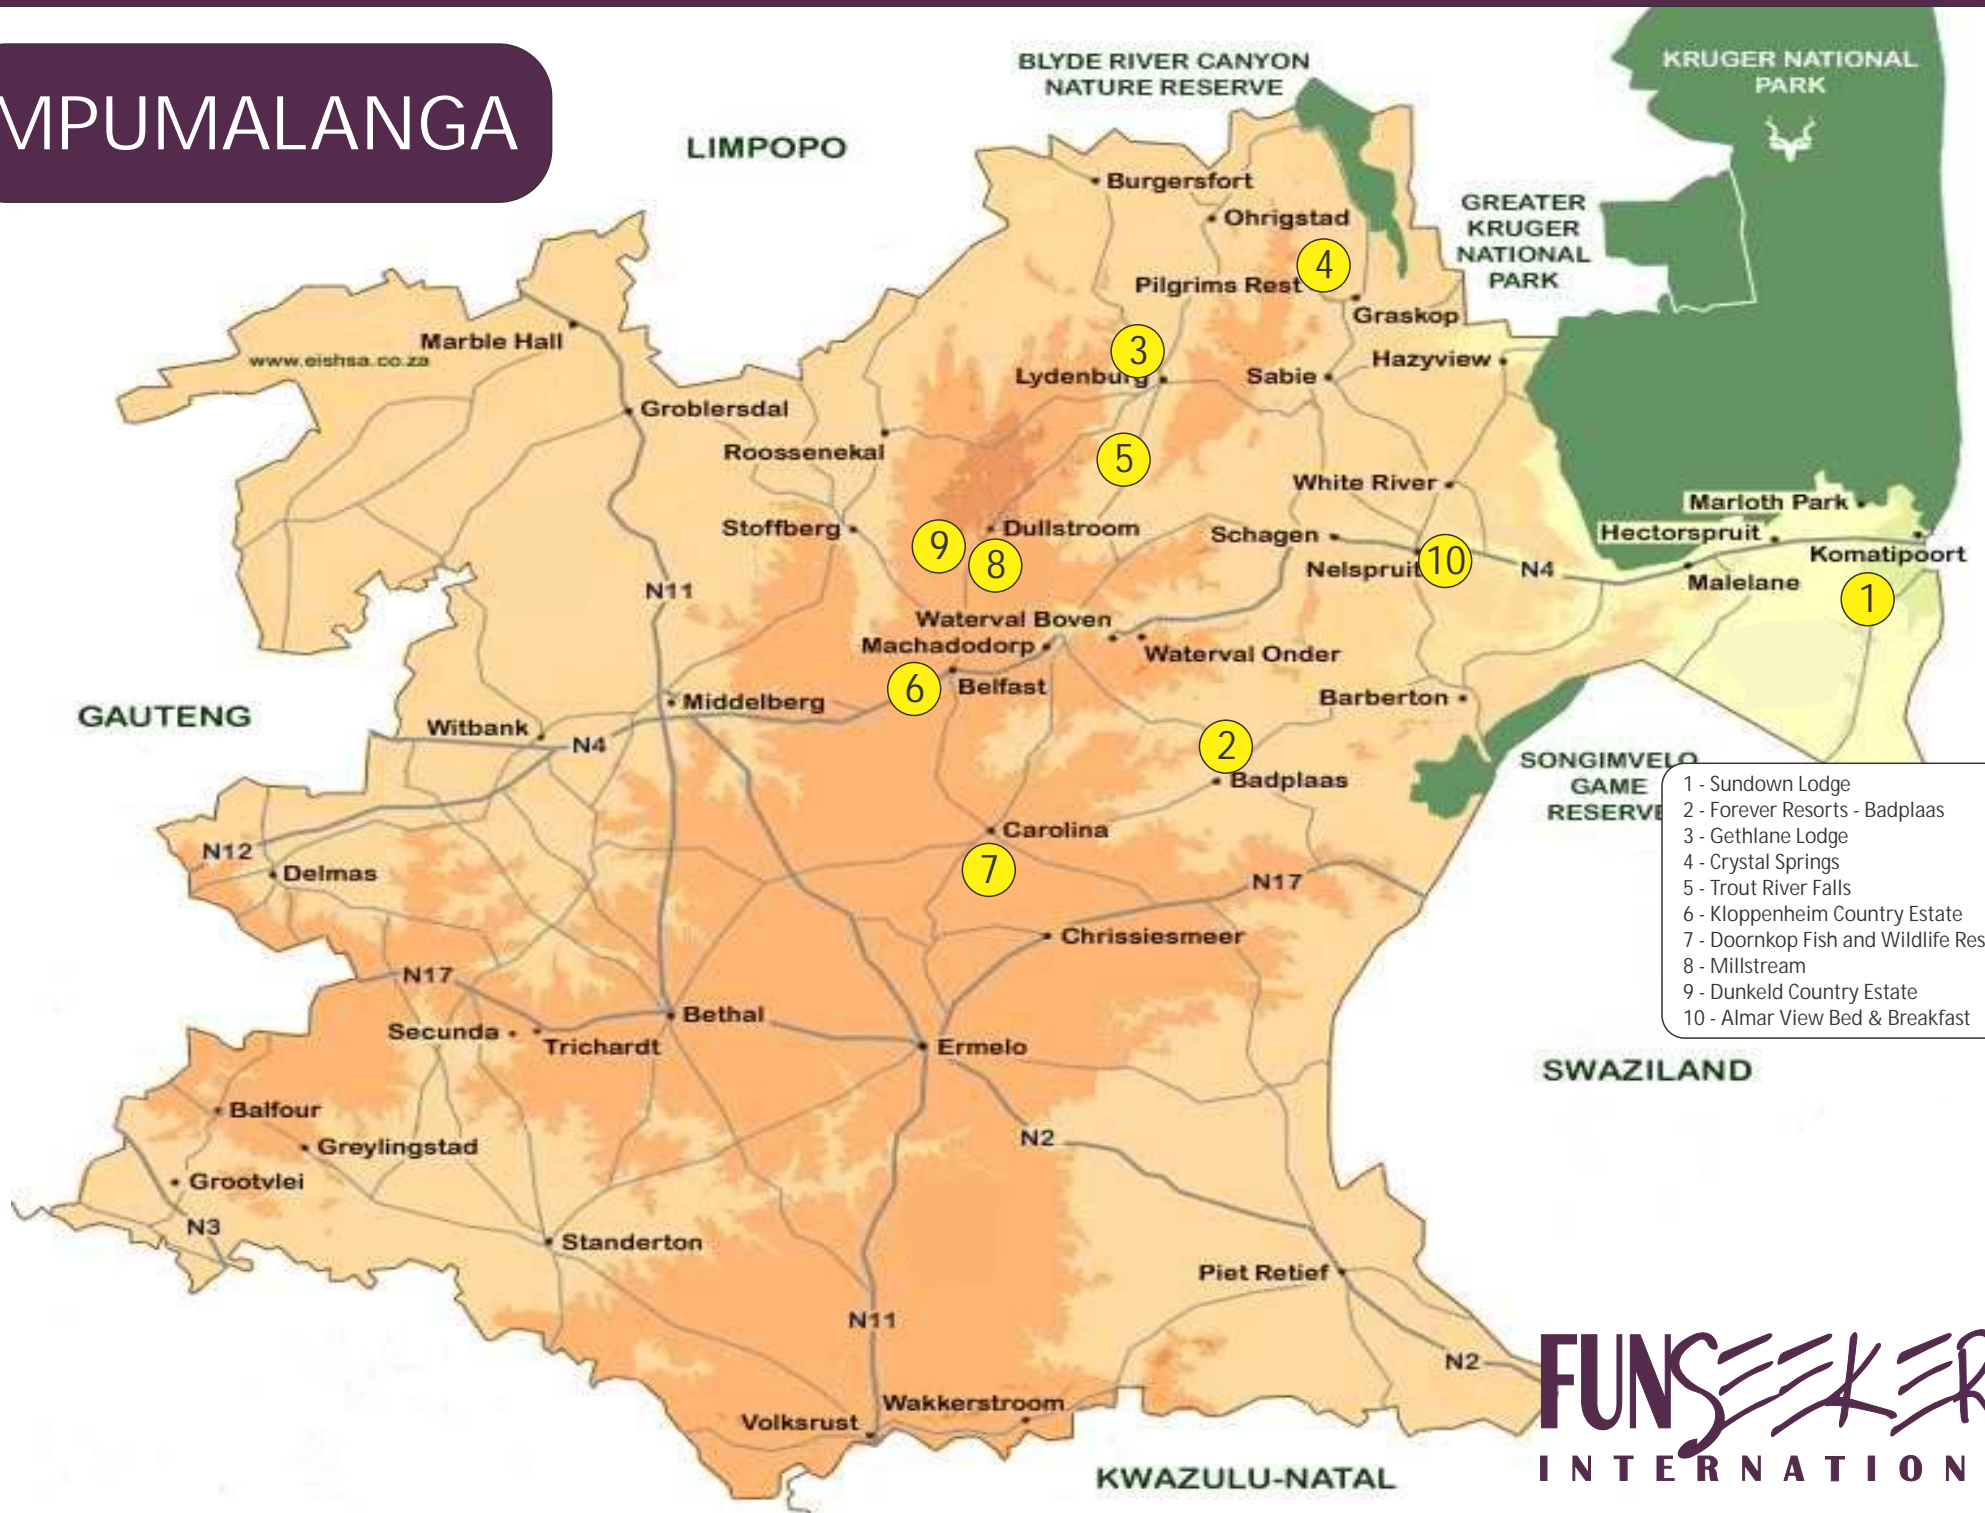 MPUMALANGA
BLYDE RIVER CANYON
NATURE RESERVE
KRUGER NATIONAL
PARK
LIMPOPO
Burgersfort
Ohrigstad
GREATER
KRUGER
NATIONAL
PARK
4
Pilgrims Rest
Graskop
Marble Hall
www.eishsa.co.za
3
Hazyview
Lydenburg
Sabie
Groblersdal
Roossenekal
5
White River
Marloth Park
Stoffberg
9
Dullstroom
8
Schagen
Hectorspruit
Komatipoort
Nelspruit
10
N4
Malelane
1
N11
Waterval Boven
Machadodorp
Waterval Onder
6
Belfast
Barberton
GAUTENG
Middelberg
Witbank
N4
2
Badplaas
SONGIMVELO
GAME
RESERVE
1 - Sundown Lodge
2 - Forever Resorts - Badplaas
3 - Gethlane Lodge
4 - Crystal Springs
5 - Trout River Falls
6 - Kloppenheim Country Estate
7 - Doornkop Fish and Wildlife Res
8 - Millstream
9 - Dunkeld Country Estate
10 - Almar View Bed & Breakfast
Carolina
N12
Delmas
7
N17
Chrissiesmeer
N17
Secunda
Trichardt
Bethal
Ermelo
SWAZILAND
Balfour
Greylingstad
N2
Grootvlei
N3
Standerton
Piet Retief
N11
N2
Wakkerstroom
Volksrust
KWAZULU-NATAL
FUNSEEKER
INTERNATION